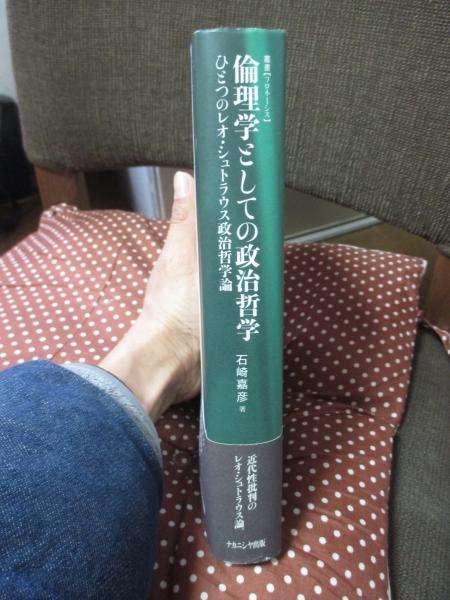 叢書【フロネーシス】
倫理学としての政治哲学
ひとつのレオ・シュトラウス政治哲学論
石崎嘉彦 著
近代性批判の
レオ・シュトラウス論。
ナカニシヤ出版